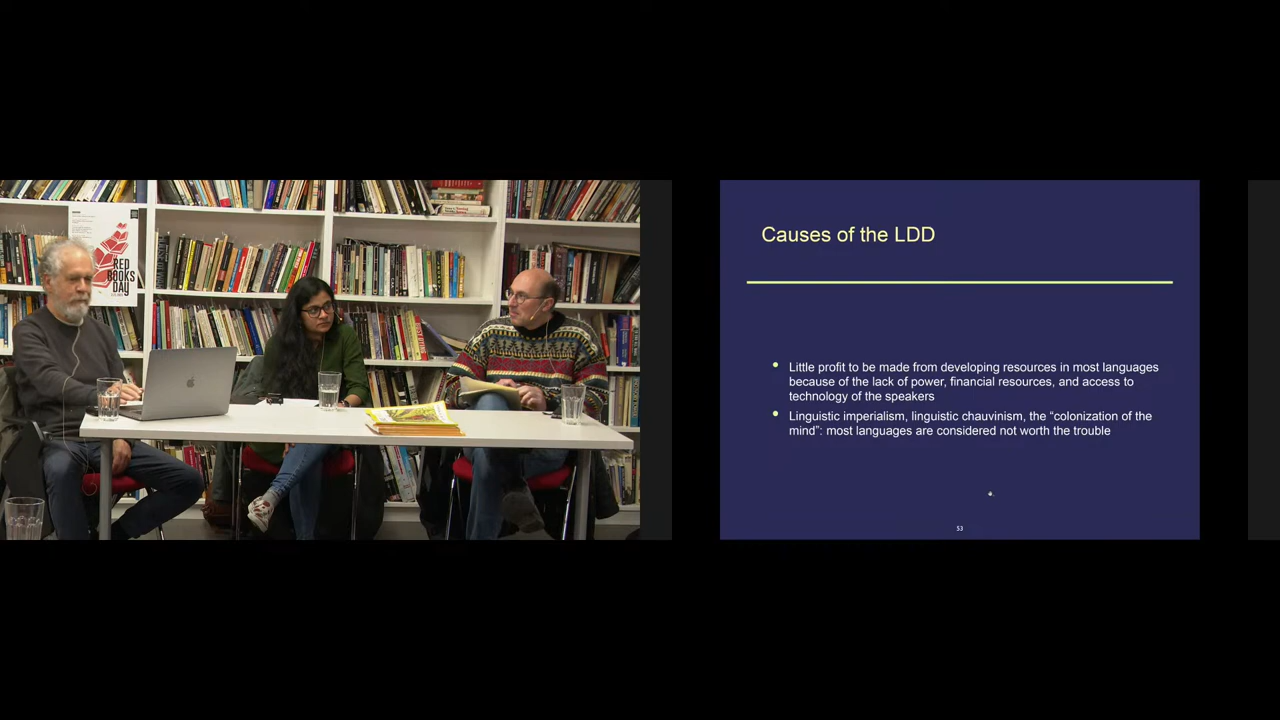 RED
BOOKS
DAY
Causes of the LDD
Little profit to be made from developing resources in most languages
because of the lack of power, financial resources, and access to
technology of the speakers
Linguistic imperialism, linguistic chauvinism, the “colonization of the
mind”: most languages are considered not worth the trouble
53